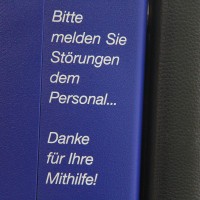 Bitte
melden Sie
Störungen
dem
Personal...
Danke
für Ihre
Mithilfe!